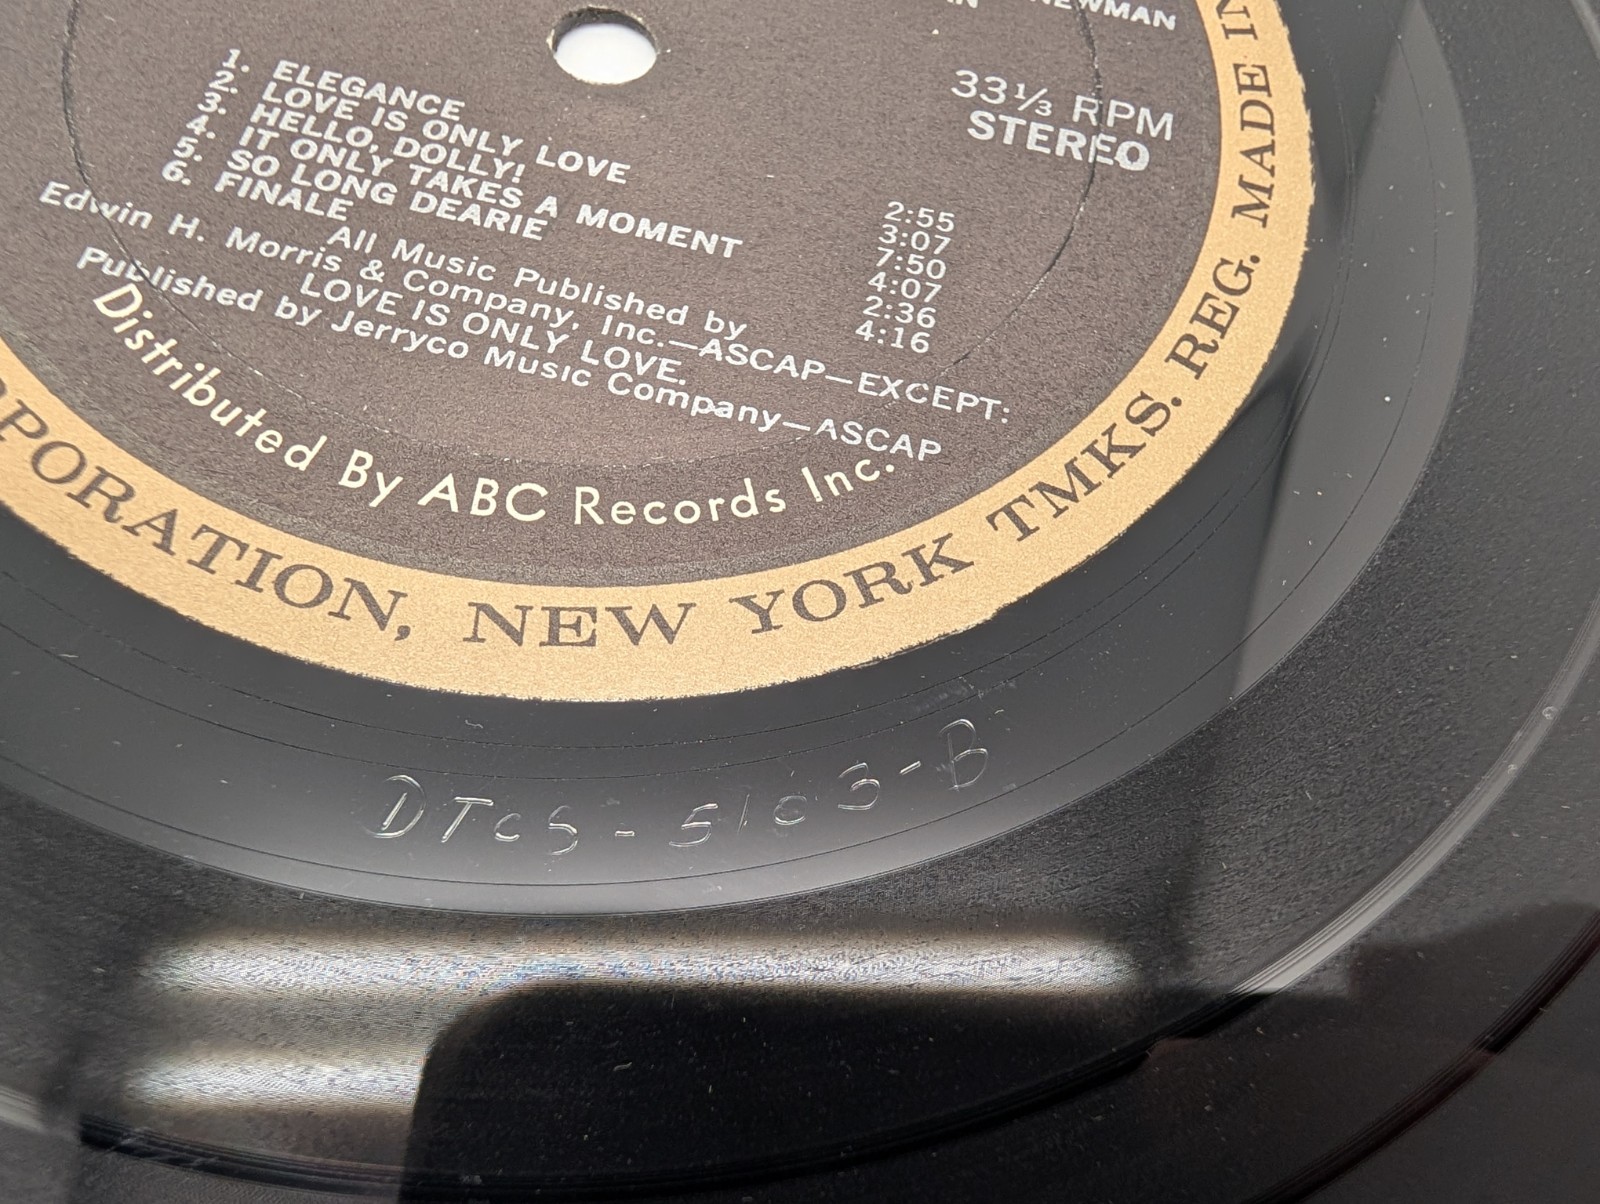 NEWMAN
33⅓ RPM
STEREO
1. ELEGANCE 2:55
2. LOVE IS ONLY LOVE 3:07
3. HELLO, DOLLY! 7:50
4. IT ONLY TAKES A MOMENT 4:07
5. SO LONG DEARIE 2:36
6. FINALE 4:16
All Music Published by
Edwin H. Morris & Company, Inc.—ASCAP—EXCEPT:
LOVE IS ONLY LOVE.
Published by Jerryco Music Company—ASCAP
Distributed By ABC Records Inc.
PORATION, NEW YORK TMKS. REG. MADE IN
DTCS - 5103-B